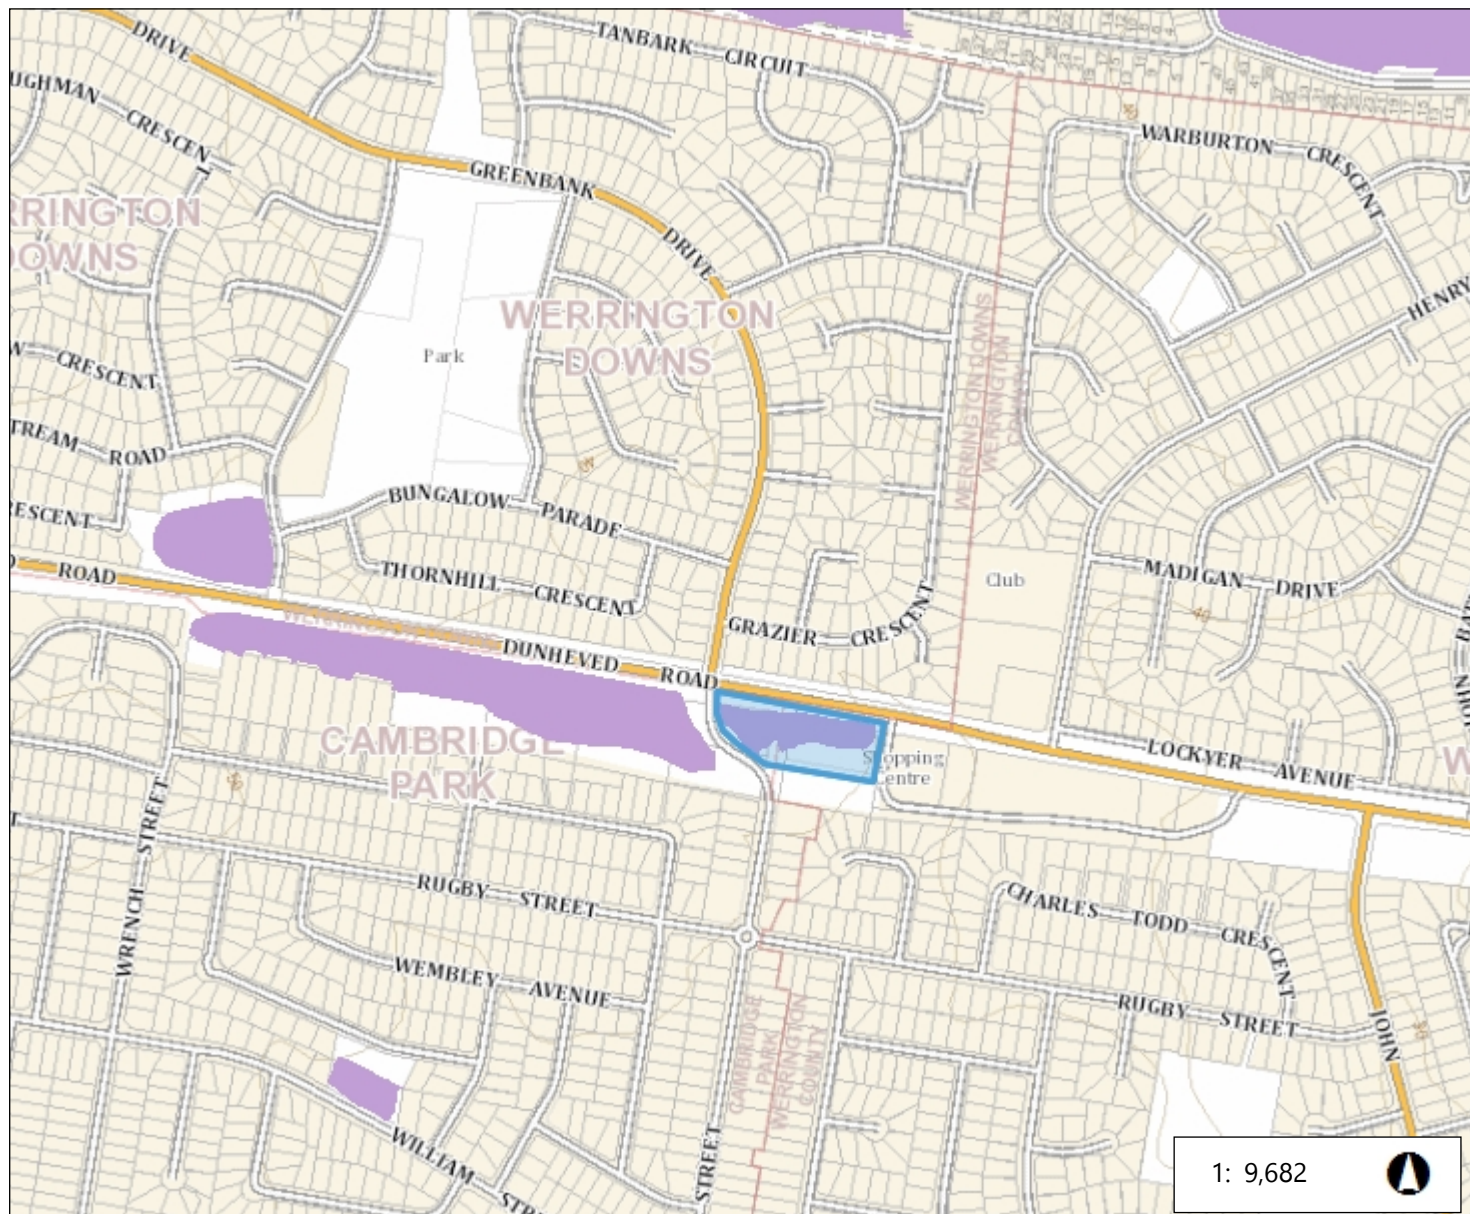 DRIVE
TANBARK CIRCUIT
UGHMAN CRESCENT
WARBURTON CRESCENT
GREENBANK
DRIVE
RRINGTON
DOWNS
HENRY
WERRINGTON
DOWNS
Park
WERRINGTON DOWNS
WERRINGTON
W CRESCENT
TREAM ROAD
BUNGALOW PARADE
RESCENT
ROAD
THORNHILL CRESCENT
Club
MADIGAN DRIVE
40
GRAZIER CRESCENT
DUNHEVED ROAD
CAMBRIDGE
PARK
Shopping
Centre
LOCKYER AVENUE
W
WRENCH STREET
RUGBY STREET
CHARLES TODD CRESCENT
WEMBLEY AVENUE
RUGBY STREET
JOHN
CAMBRIDGE
PARK
WERRINGTON
COUNTY
WILLIAM STR
STREET
1: 9,682